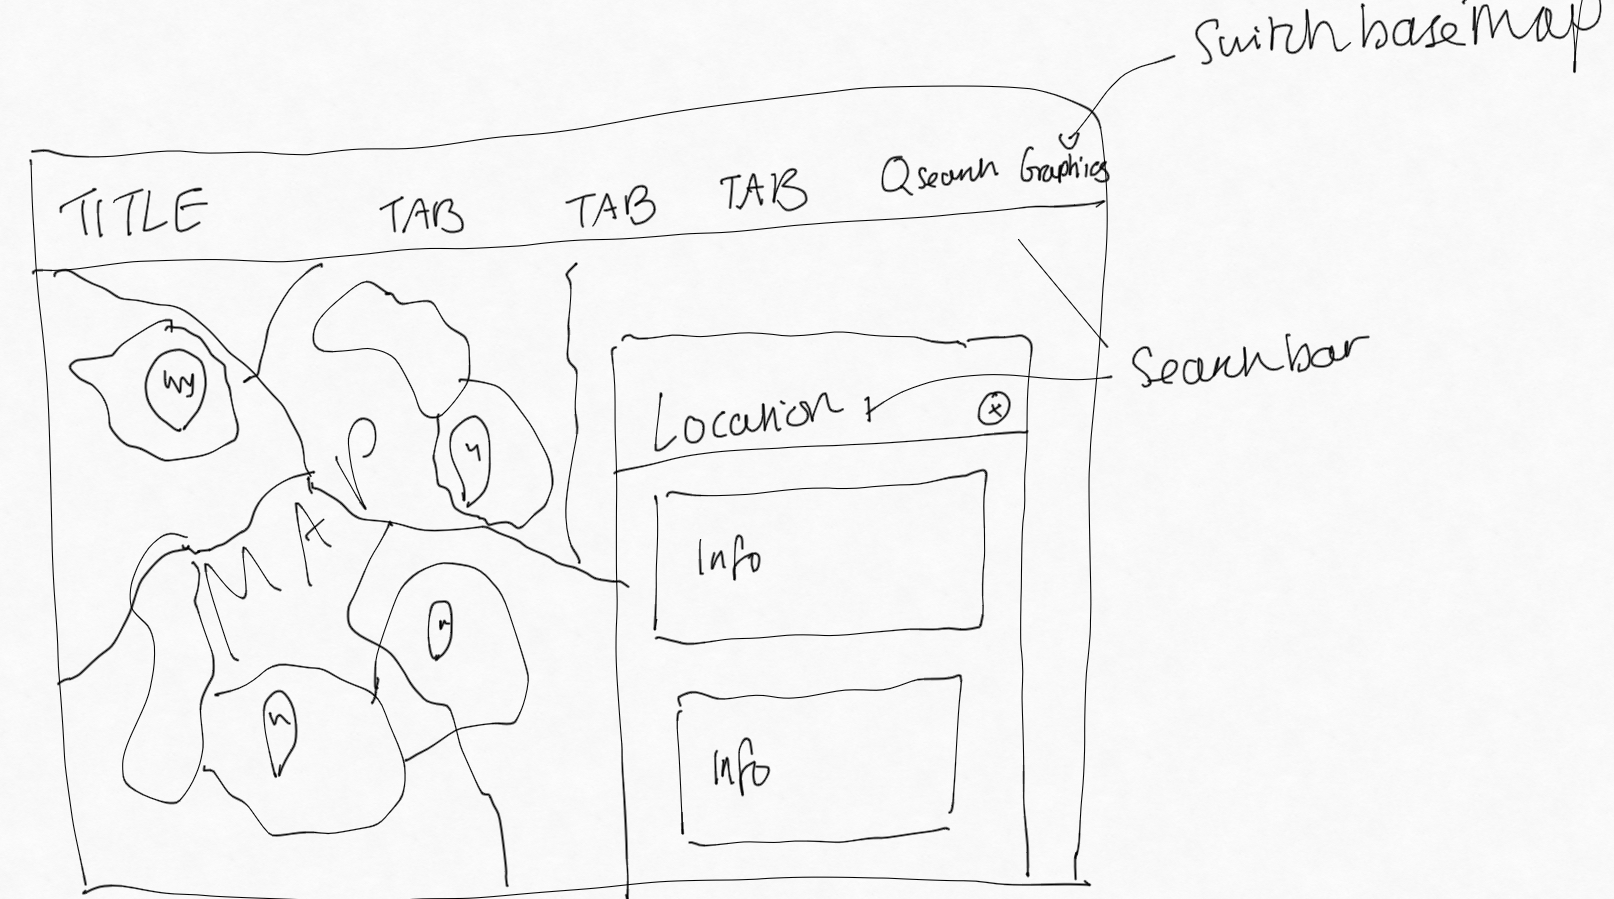 Switch basemap
TITLE TAB TAB TAB Search Graphics
Search bar
Location
x
MAP
Info
Info